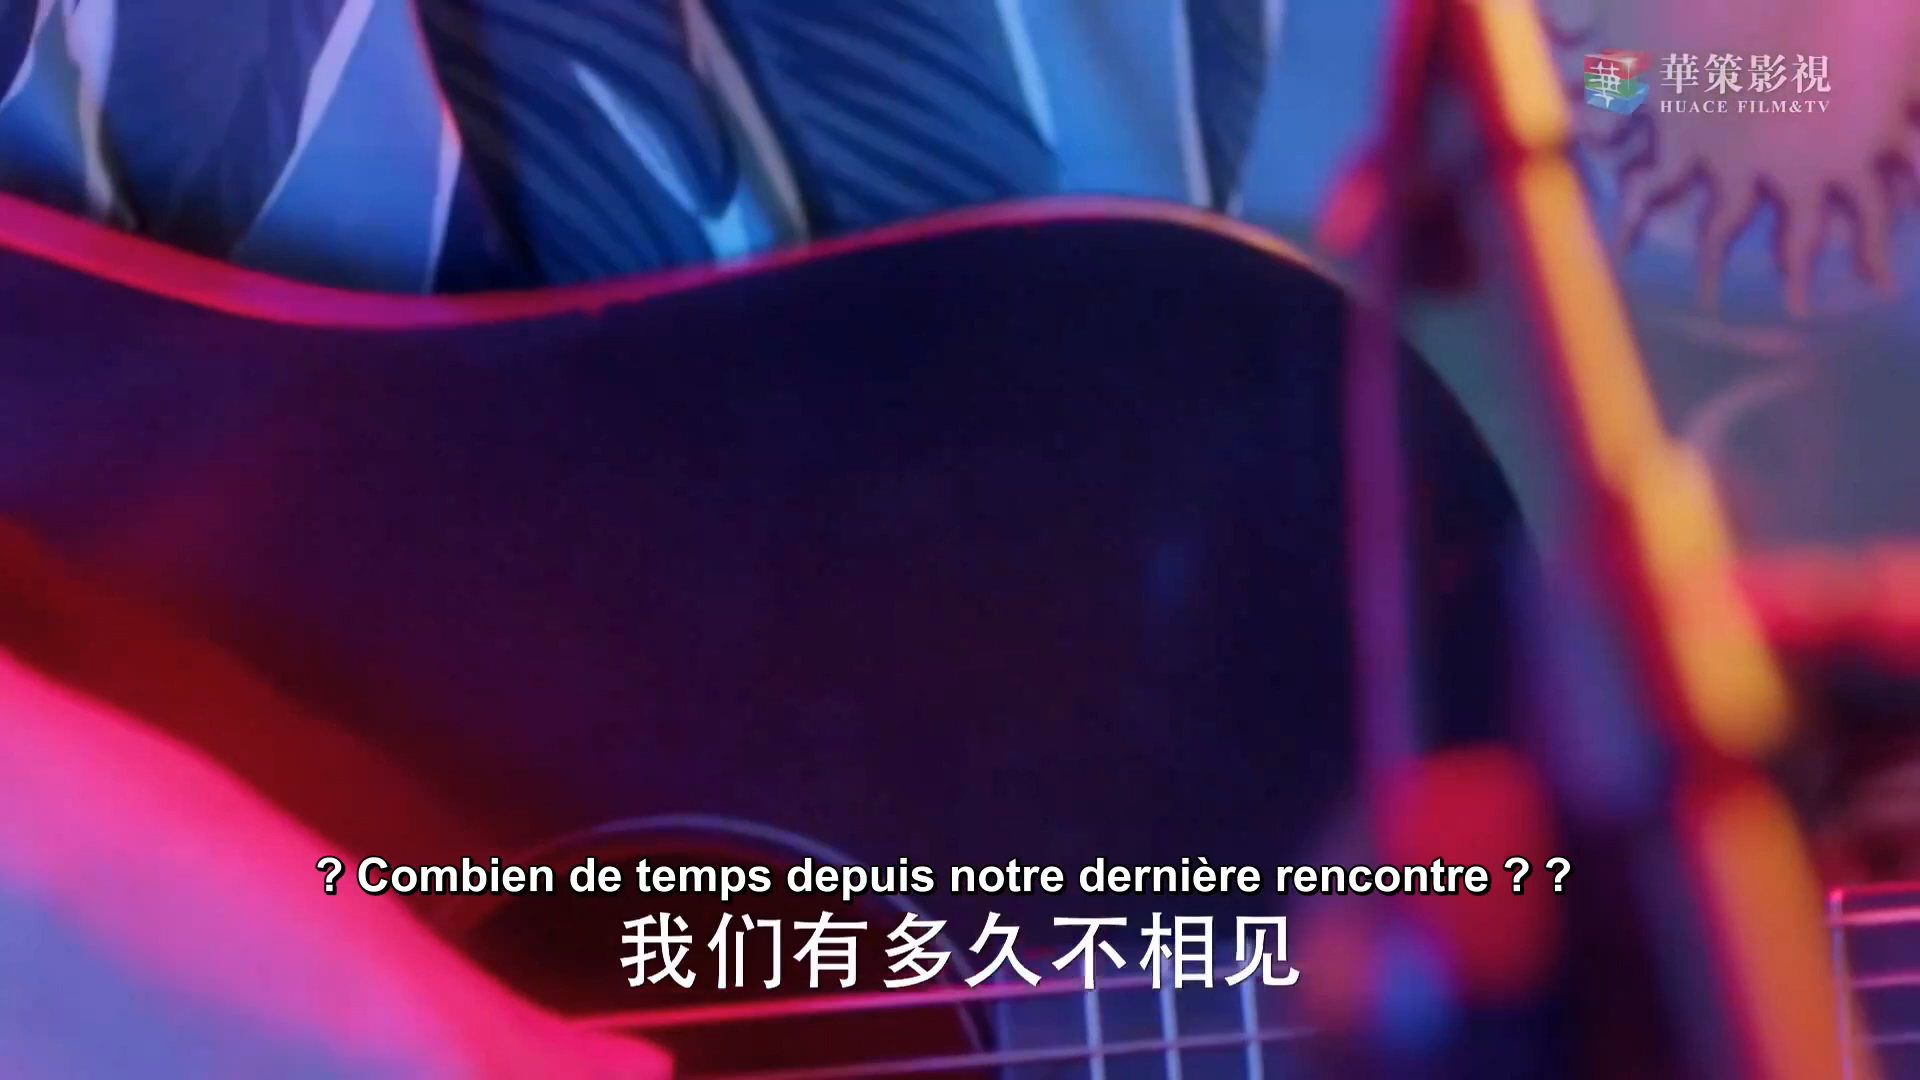 華策影視
HUACE FILM&TV
? Combien de temps depuis notre dernière rencontre ? ?
我们有多久不相见